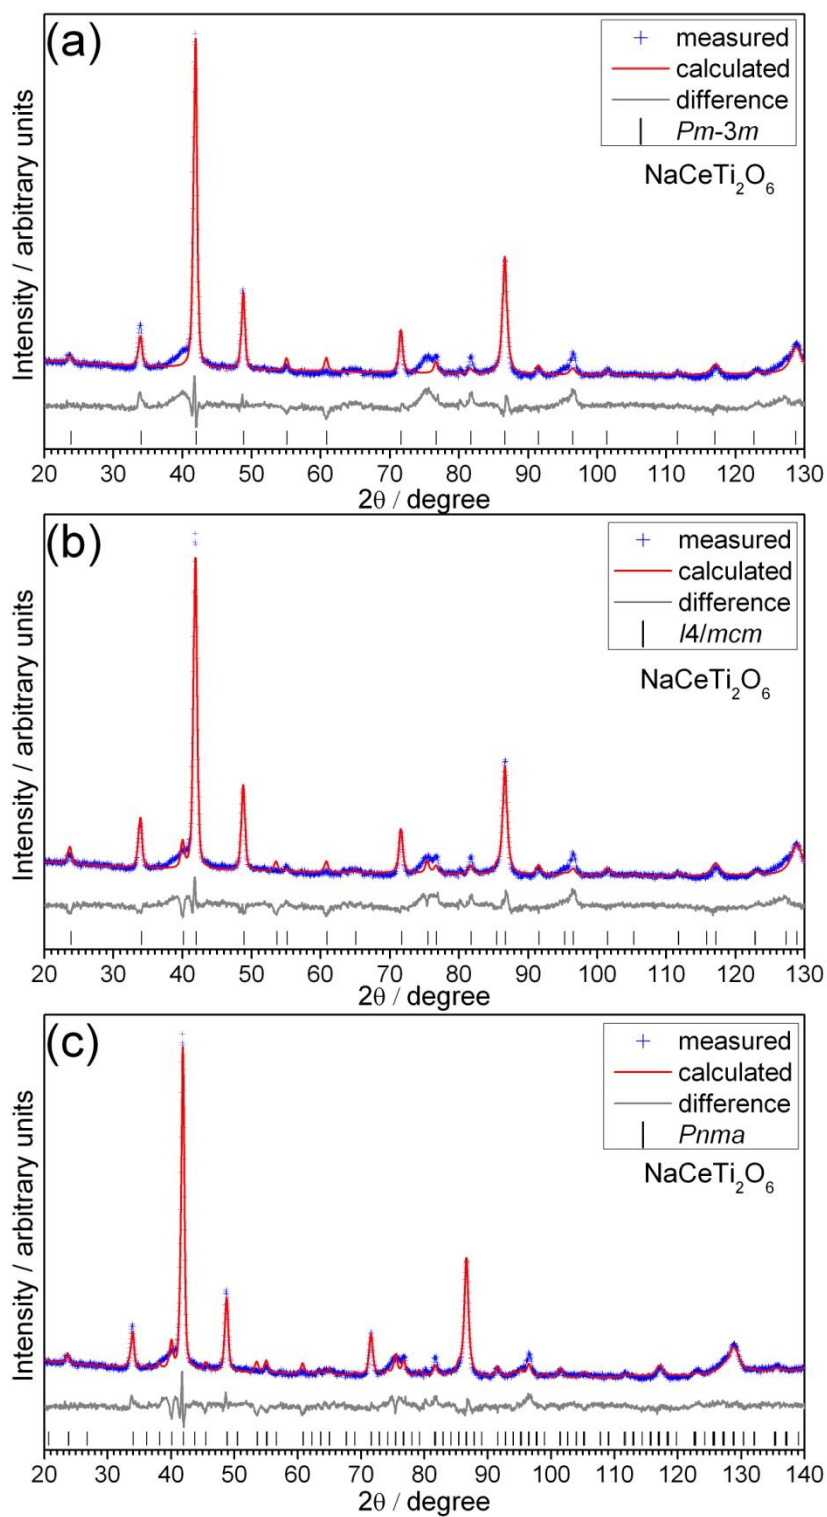 (a)
measured
calculated
difference
Pm-3m
NaCeTi₂O₆
Intensity / arbitrary units
20 30 40 50 60 70 80 90 100 110 120 130
2θ / degree
(b)
measured
calculated
difference
I4/mcm
NaCeTi₂O₆
Intensity / arbitrary units
20 30 40 50 60 70 80 90 100 110 120 130
2θ / degree
(c)
measured
calculated
difference
Pnma
NaCeTi₂O₆
Intensity / arbitrary units
20 30 40 50 60 70 80 90 100 110 120 130 140
2θ / degree